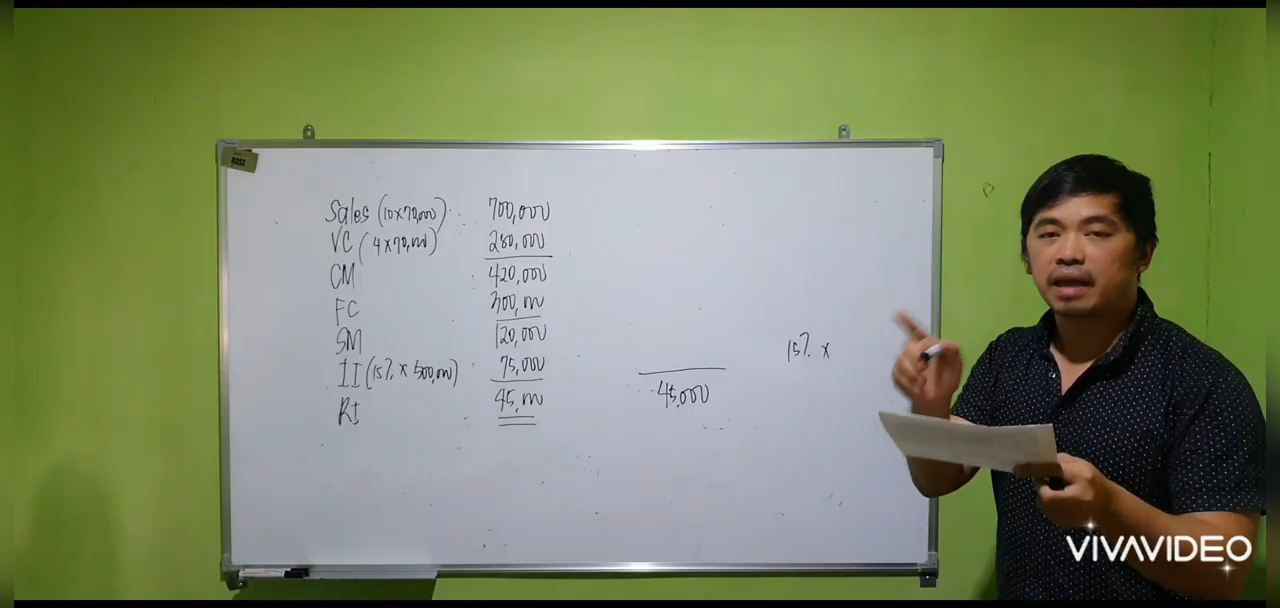 ROSE
Sales (10x70,000) 700,000
VC (4x70,000) 280,000
CM 420,000
FC 300,000
SM 120,000
II (15% x 500,000) 75,000
RI 45,000
45,000
15% x
VIVAVIDEO